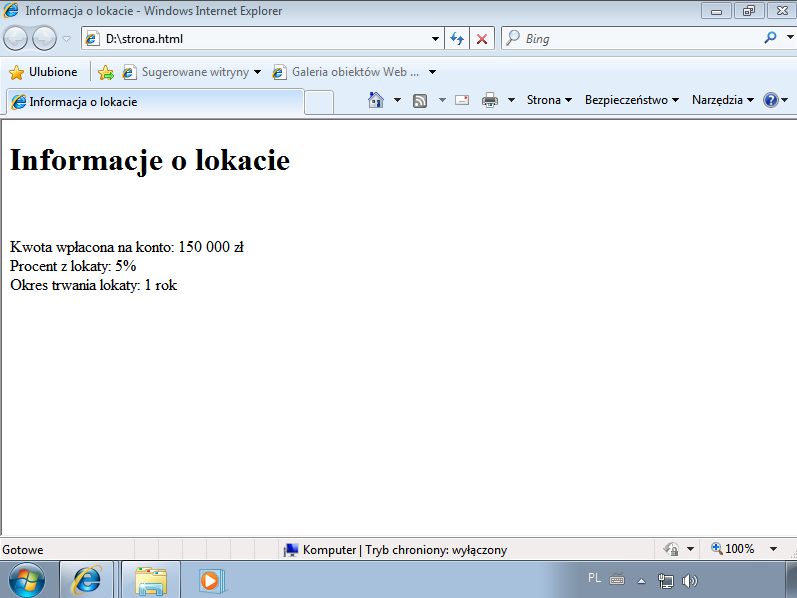 Informacja o lokacie - Windows Internet Explorer
D:\strona.html
Bing
Ulubione
Sugerowane witryny
Galeria obiektów Web ...
Informacja o lokacie
Strona
Bezpieczeństwo
Narzędzia
Informacje o lokacie
Kwota wpłacona na konto: 150 000 zł
Procent z lokaty: 5%
Okres trwania lokaty: 1 rok
Gotowe
Komputer | Tryb chroniony: wyłączony
100%
PL